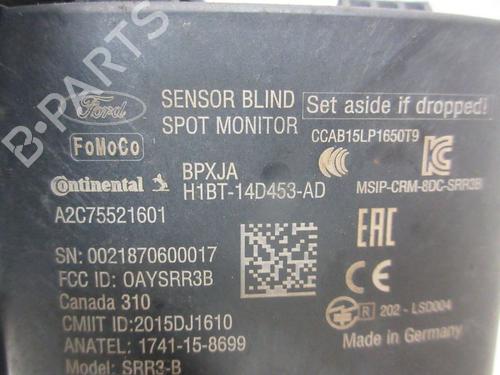 B-PARTS
Ford
FoMoCo
SENSOR BLIND
SPOT MONITOR
Set aside if dropped!
CCAB15LP1650T9
Continental
BPXJA
H1BT-14D453-AD
MSIP-CRM-8DC-SRR3B
A2C75521601
SN: 0021870600017
FCC ID: OAYSRR3B
Canada 310
CMIIT ID:2015DJ1610
ANATEL: 1741-15-8699
Model: SRR3-B
EAC
R 202 - LSD004
Made in Germany